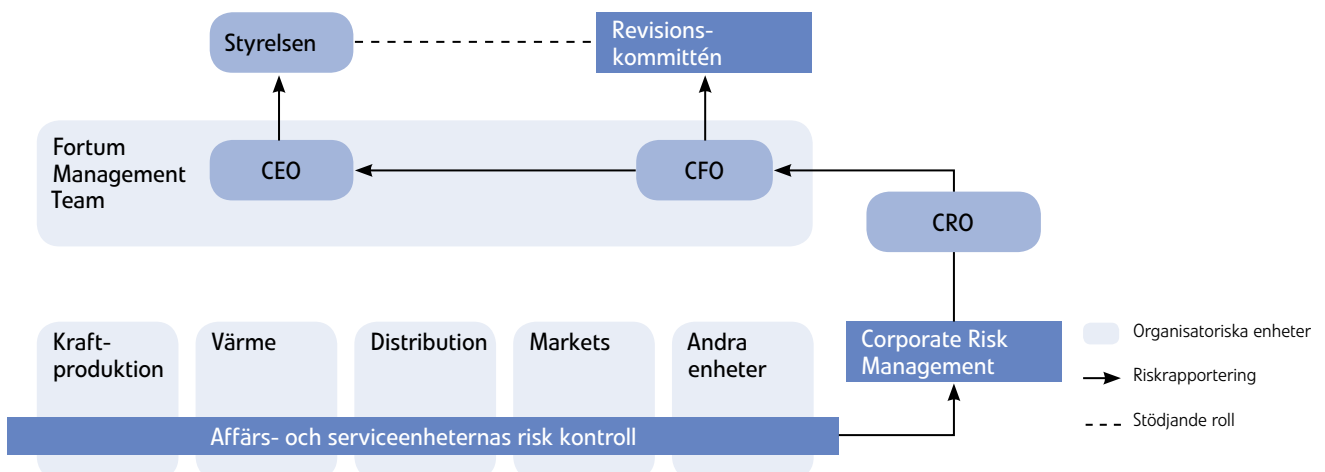 Styrelsen
Revisions-
kommittén
Fortum
Management
Team
CEO
CFO
CRO
Kraft-
produktion
Värme
Distribution
Markets
Andra
enheter
Corporate Risk
Management
Affärs- och serviceenheternas risk kontroll
Organisatoriska enheter
Riskrapportering
Stödjande roll